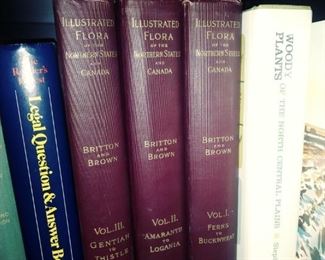 The Reader's Digest
Legal Question & Answer Bo
ILLUSTRATED
FLORA
OF THE
NORTHERN STATES
AND
CANADA
BRITTON
AND
BROWN
VOL. III.
GENTIAN
TO
THISTLE
ILLUSTRATED
FLORA
OF THE
NORTHERN STATES
AND
CANADA
BRITTON
AND
BROWN
VOL. II.
AMARANTH
TO
LOGANIA
ILLUSTRATED
FLORA
OF THE
NORTHERN STATES
AND
CANADA
BRITTON
AND
BROWN
VOL. I.
FERNS
TO
BUCKWHEAT
WOODY
PLANTS
OF THE NORTH CENTRAL PLAINS